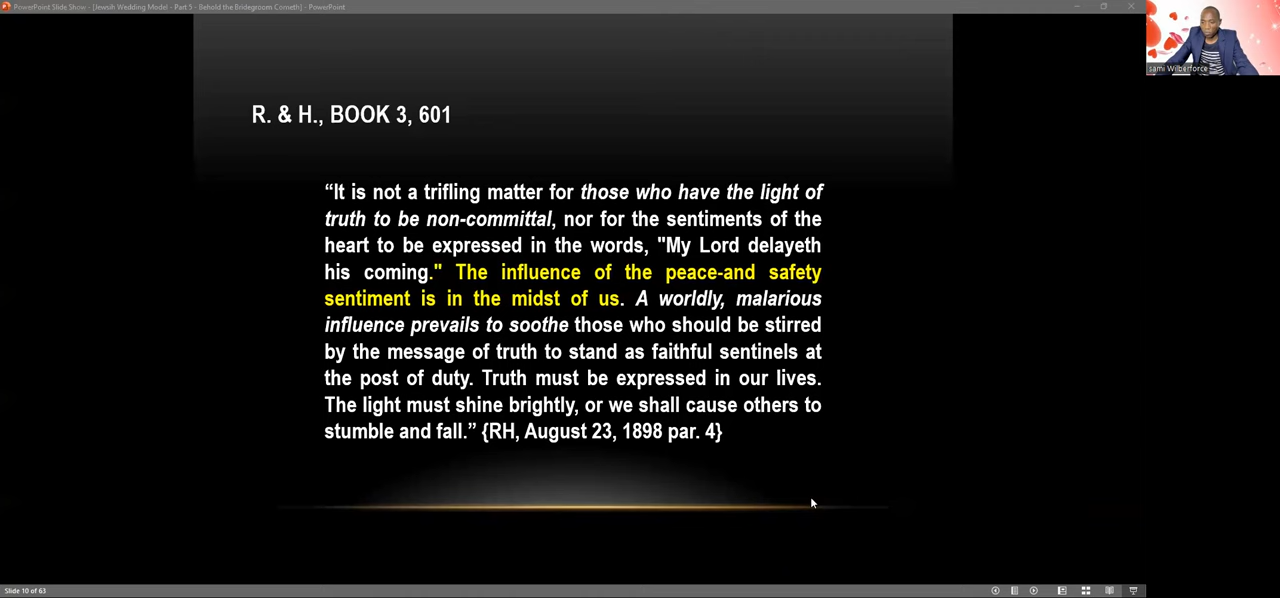 PowerPoint Slide Show - [Jewsih Wedding Model - Part 5 - Behold the Bridegroom Cometh] - PowerPoint
sami Wilberforce
R. & H., BOOK 3, 601
“It is not a trifling matter for those who have the light of
truth to be non-committal, nor for the sentiments of the
heart to be expressed in the words, "My Lord delayeth
his coming." The influence of the peace-and safety
sentiment is in the midst of us. A worldly, malarious
influence prevails to soothe those who should be stirred
by the message of truth to stand as faithful sentinels at
the post of duty. Truth must be expressed in our lives.
The light must shine brightly, or we shall cause others to
stumble and fall.” {RH, August 23, 1898 par. 4}
Slide 10 of 63